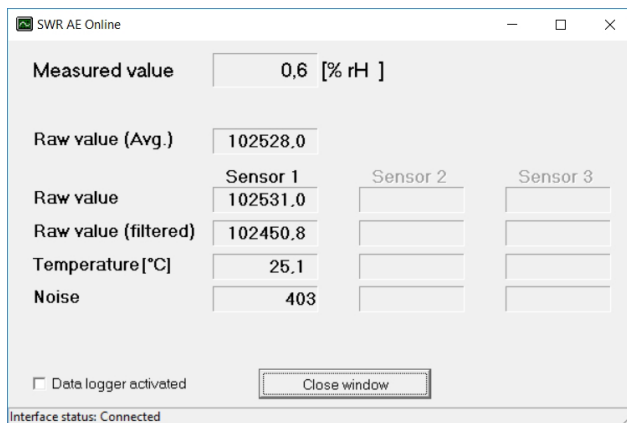 SWR AE Online
Measured value 0,6 [% rH ]
Raw value (Avg.) 102528,0
Sensor 1 Sensor 2 Sensor 3
Raw value 102531,0
Raw value (filtered) 102450,8
Temperature[°C] 25,1
Noise 403
Data logger activated Close window
Interface status: Connected